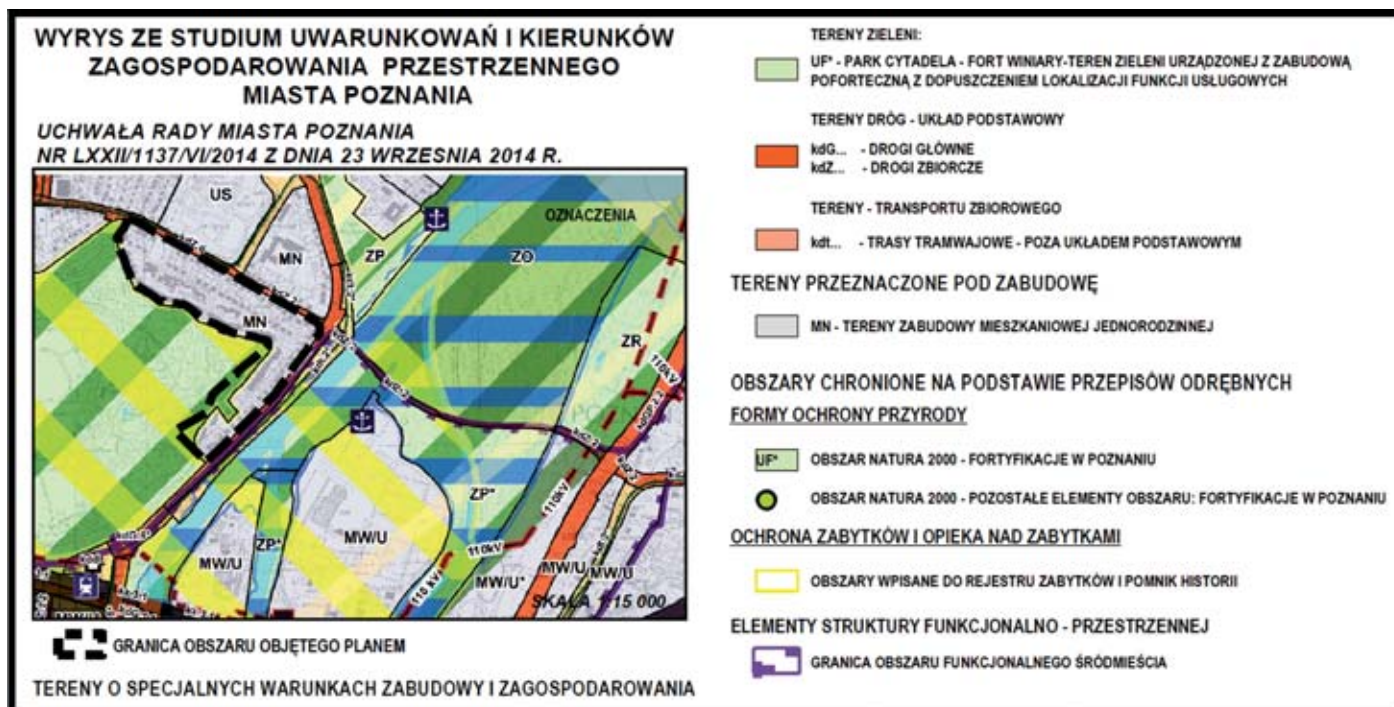 WYRYS ZE STUDIUM UWARUNKOWAŃ I KIERUNKÓW
ZAGOSPODAROWANIA PRZESTRZENNEGO
MIASTA POZNANIA
UCHWAŁA RADY MIASTA POZNANIA
NR LXXII/1137/VI/2014 Z DNIA 23 WRZEŚNIA 2014 R.
US
OZNACZENIA
MN
ZP
ZO
MN
ZR
110kV
ZP*
110kV
110kV
110 kV
MW/U
ZP*
MW/U
MW/U*
MW/U
MW/U
SKALA 1:15 000
GRANICA OBSZARU OBJĘTEGO PLANEM
TERENY O SPECJALNYCH WARUNKACH ZABUDOWY I ZAGOSPODAROWANIA
TERENY ZIELENI:
UF* - PARK CYTADELA - FORT WINIARY-TEREN ZIELENI URZĄDZONEJ Z ZABUDOWĄ
POFORTECZNĄ Z DOPUSZCZENIEM LOKALIZACJI FUNKCJI USŁUGOWYCH
TERENY DRÓG - UKŁAD PODSTAWOWY
kdG... - DROGI GŁÓWNE
kdZ... - DROGI ZBIORCZE
TERENY - TRANSPORTU ZBIOROWEGO
kdt... - TRASY TRAMWAJOWE - POZA UKŁADEM PODSTAWOWYM
TERENY PRZEZNACZONE POD ZABUDOWĘ
MN - TERENY ZABUDOWY MIESZKANIOWEJ JEDNORODZINNEJ
OBSZARY CHRONIONE NA PODSTAWIE PRZEPISÓW ODRĘBNYCH
FORMY OCHRONY PRZYRODY
UF* OBSZAR NATURA 2000 - FORTYFIKACJE W POZNANIU
OBSZAR NATURA 2000 - POZOSTAŁE ELEMENTY OBSZARU: FORTYFIKACJE W POZNANIU
OCHRONA ZABYTKÓW I OPIEKA NAD ZABYTKAMI
OBSZARY WPISANE DO REJESTRU ZABYTKÓW I POMNIK HISTORII
ELEMENTY STRUKTURY FUNKCJONALNO - PRZESTRZENNEJ
GRANICA OBSZARU FUNKCJONALNEGO ŚRÓDMIEŚCIA